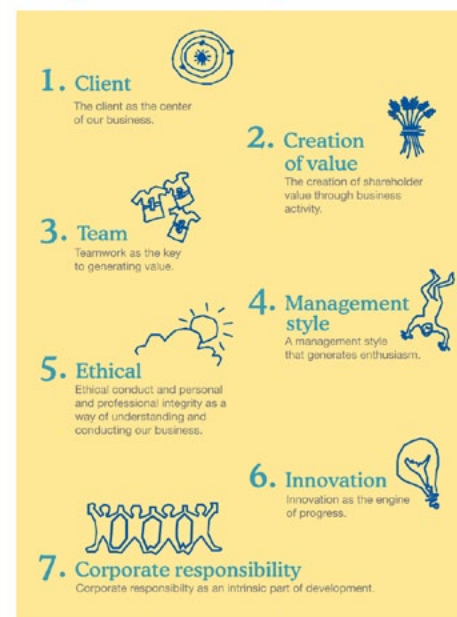 1. Client
The client as the center
of our business.
2. Creation
of value
The creation of shareholder
value through business
activity.
3. Team
Teamwork as the key
to generating value.
4. Management
style
A management style
that generates enthusiasm.
5. Ethical
Ethical conduct and personal
and professional integrity as a
way of understanding and
conducting our business.
6. Innovation
Innovation as the engine
of progress.
7. Corporate responsibility
Corporate responsibilty as an intrinsic part of development.